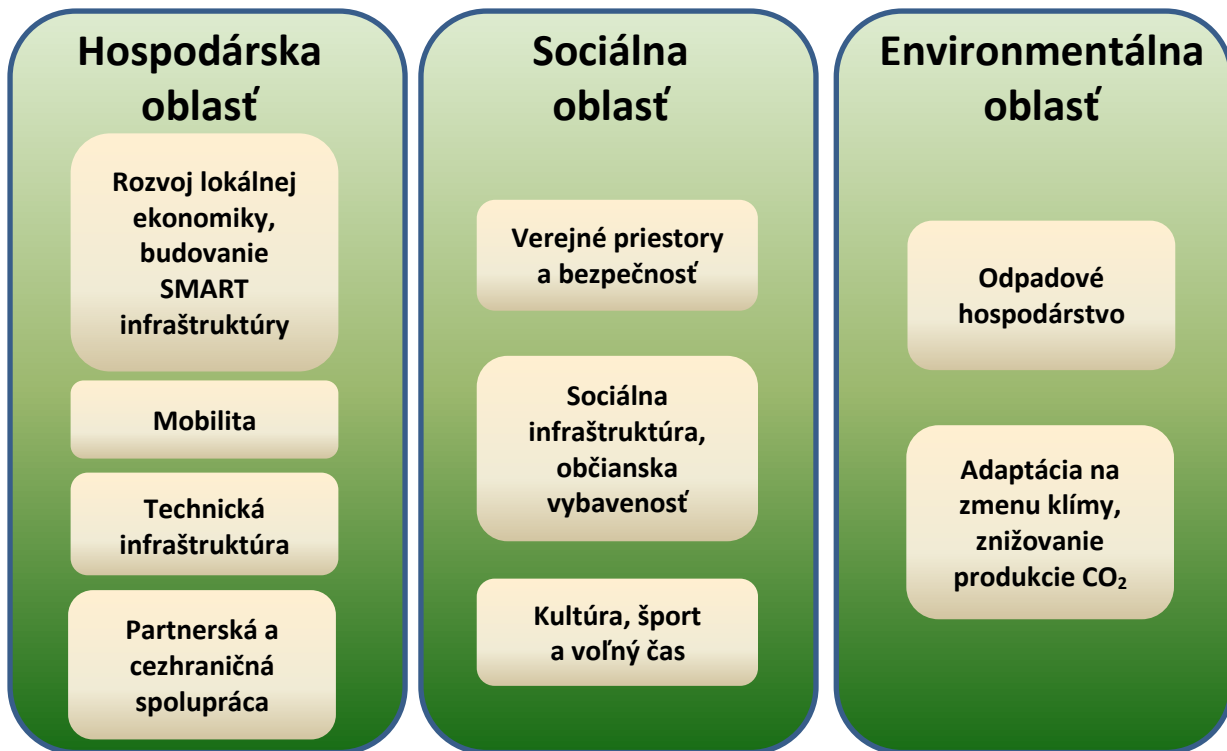 Hospodárska
oblasť
Rozvoj lokálnej
ekonomiky,
budovanie
SMART
infraštruktúry
Mobilita
Technická
infraštruktúra
Partnerská a
cezhraničná
spolupráca
Sociálna
oblasť
Verejné priestory
a bezpečnosť
Sociálna
infraštruktúra,
občianska
vybavenosť
Kultúra, šport
a voľný čas
Environmentálna
oblasť
Odpadové
hospodárstvo
Adaptácia na
zmenu klímy,
znižovanie
produkcie CO₂